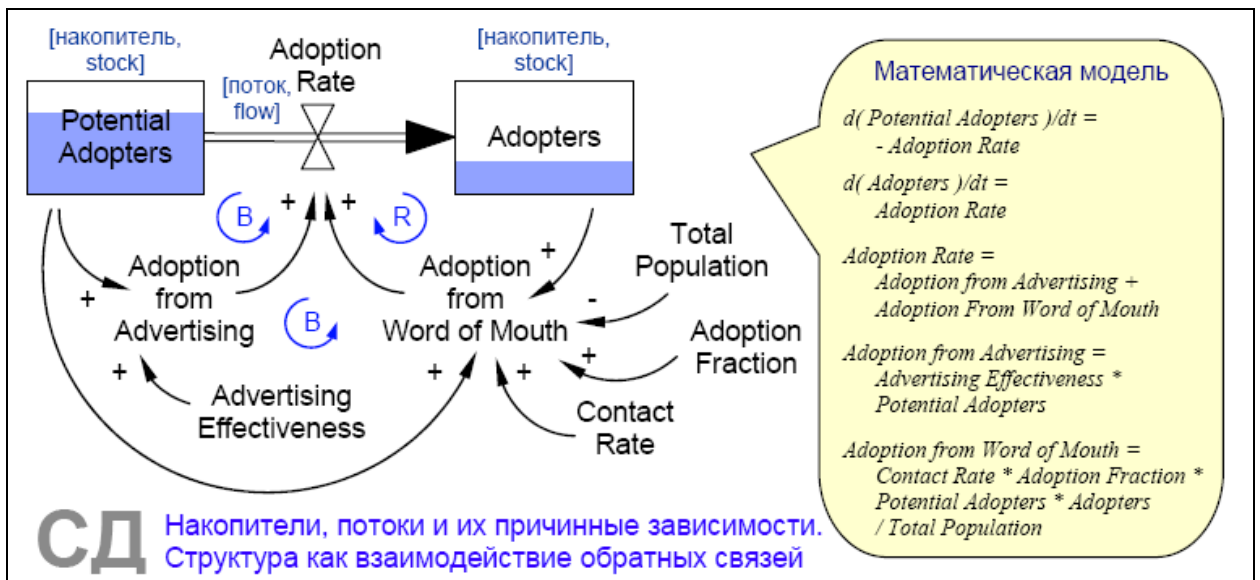 [накопитель,
stock]
Adoption
Rate
[накопитель,
stock]
[поток,
flow]
Potential
Adopters
Adopters
B
+
+
R
+
Adoption
from
Advertising
+
B
Adoption
from
Word of Mouth
+
Total
Population
-
Adoption
Fraction
+
+
+
Advertising
Effectiveness
Contact
Rate
СД
Накопители, потоки и их причинные зависимости.
Структура как взаимодействие обратных связей
Математическая модель
d( Potential Adopters )/dt =
- Adoption Rate
d( Adopters )/dt =
Adoption Rate
Adoption Rate =
Adoption from Advertising +
Adoption From Word of Mouth
Adoption from Advertising =
Advertising Effectiveness *
Potential Adopters
Adoption from Word of Mouth =
Contact Rate * Adoption Fraction *
Potential Adopters * Adopters
/ Total Population